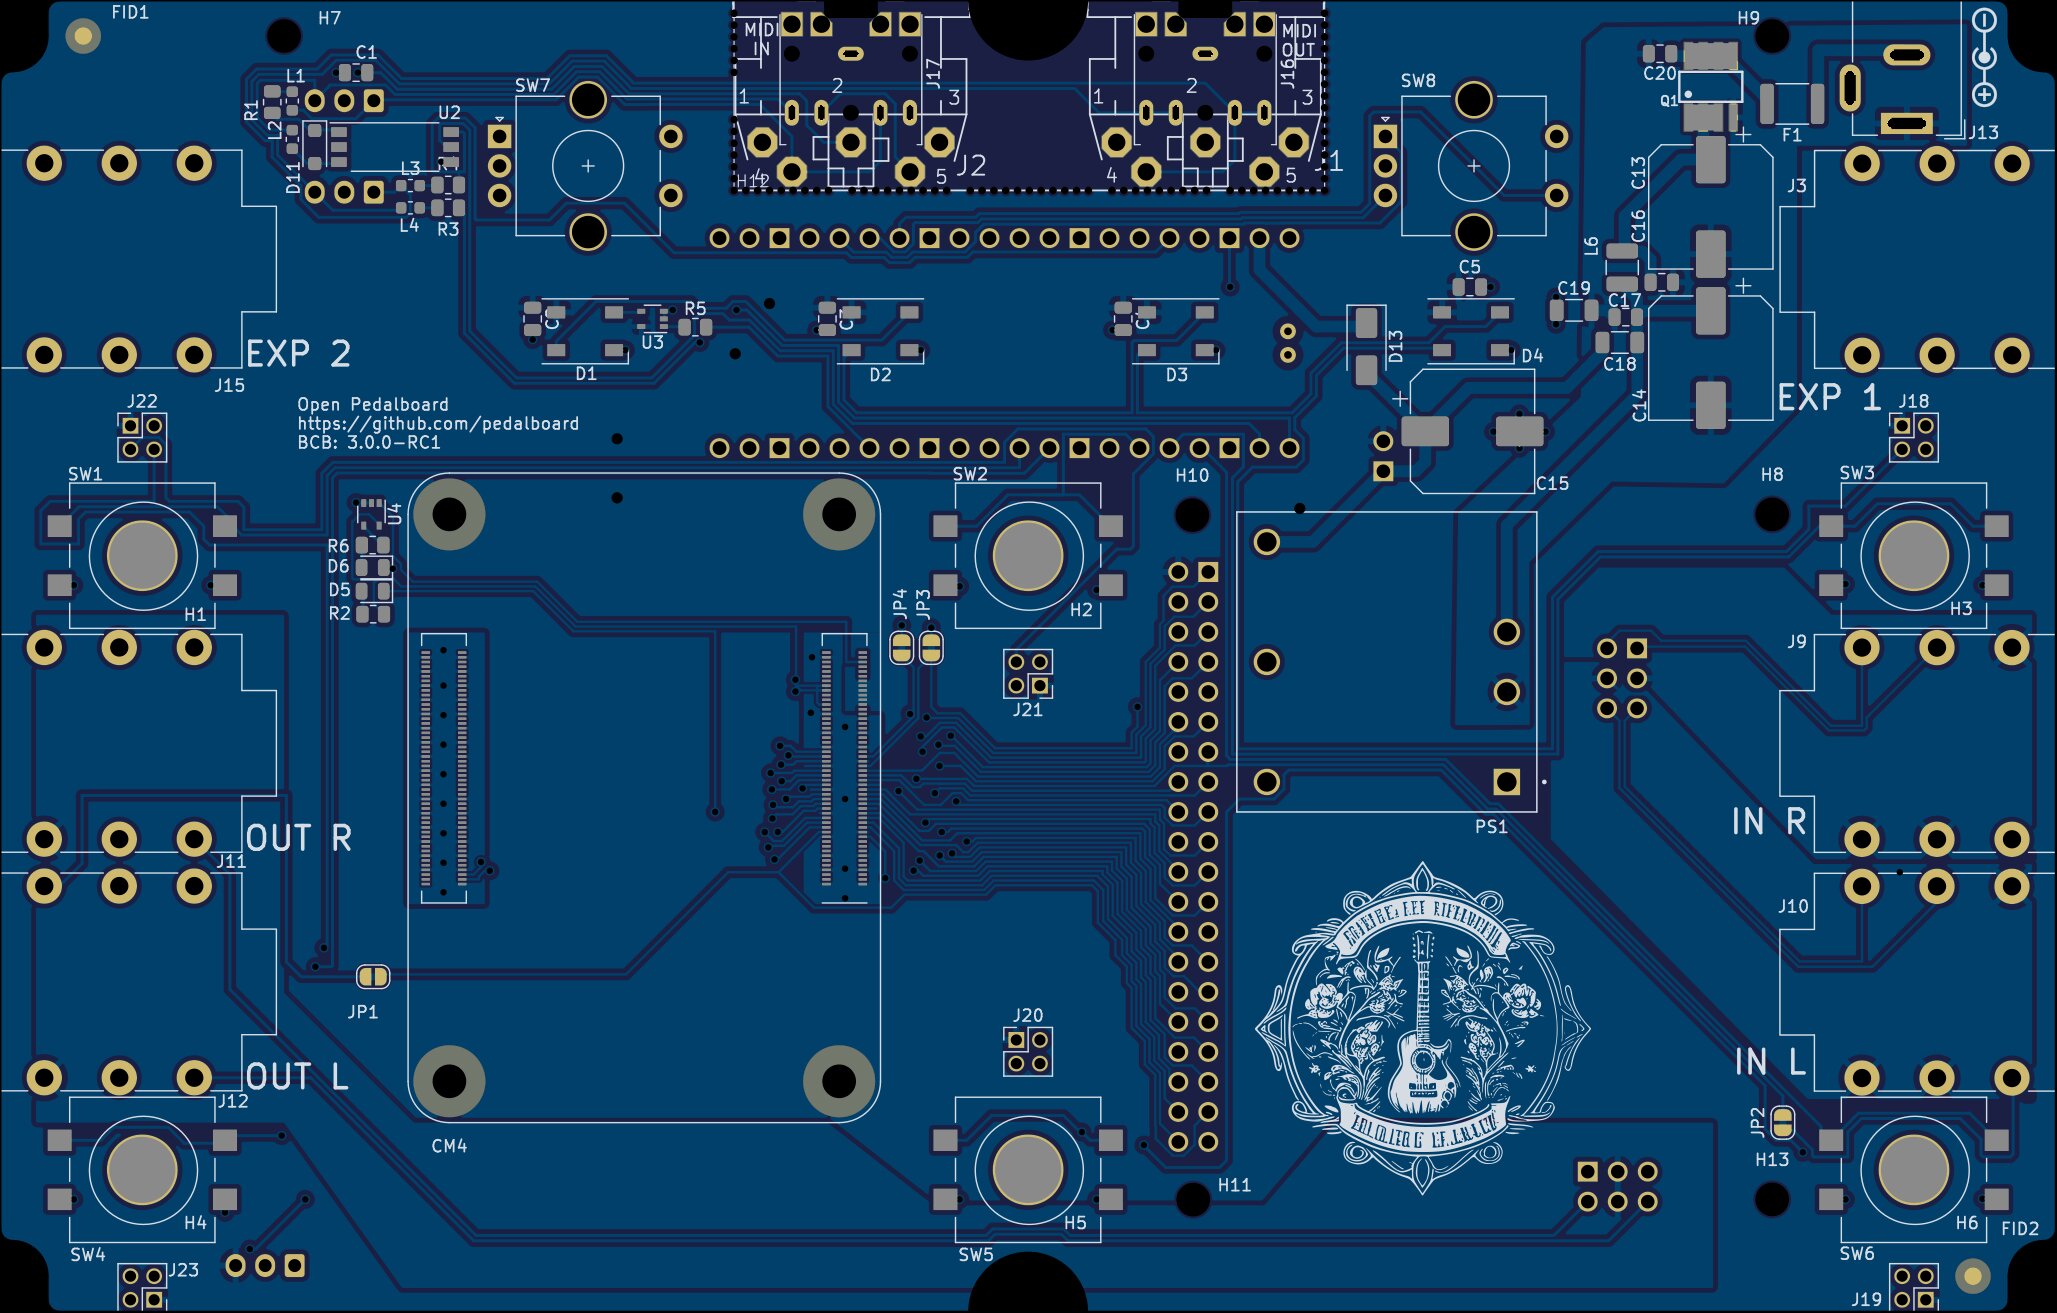 FID1
H7
H9
MIDI
IN
MIDI
OUT
C1
J17
J16
C20
L1
SW7
2
2
SW8
Q1
R1
1
3
1
3
L2
U2
F1
J13
D11
L3
J2
C13
J3
H12
4
5
4
5
L4
R3
C16
L6
C5
C19
C17
R5
U3
D13
D4
C18
EXP 2
D1
D2
D3
J15
C14
EXP 1
J22
J18
Open Pedalboard
https://github.com/pedalboard
BCB: 3.0.0-RC1
SW1
SW2
H10
C15
H8
SW3
U4
R6
D6
D5
R2
JP4
JP3
H1
H2
H3
J9
J21
IN R
OUT R
PS1
J11
J10
JP1
J20
IN L
OUT L
J12
JP2
CM4
H13
H11
H4
H5
H6
FID2
SW4
SW5
SW6
J23
J19